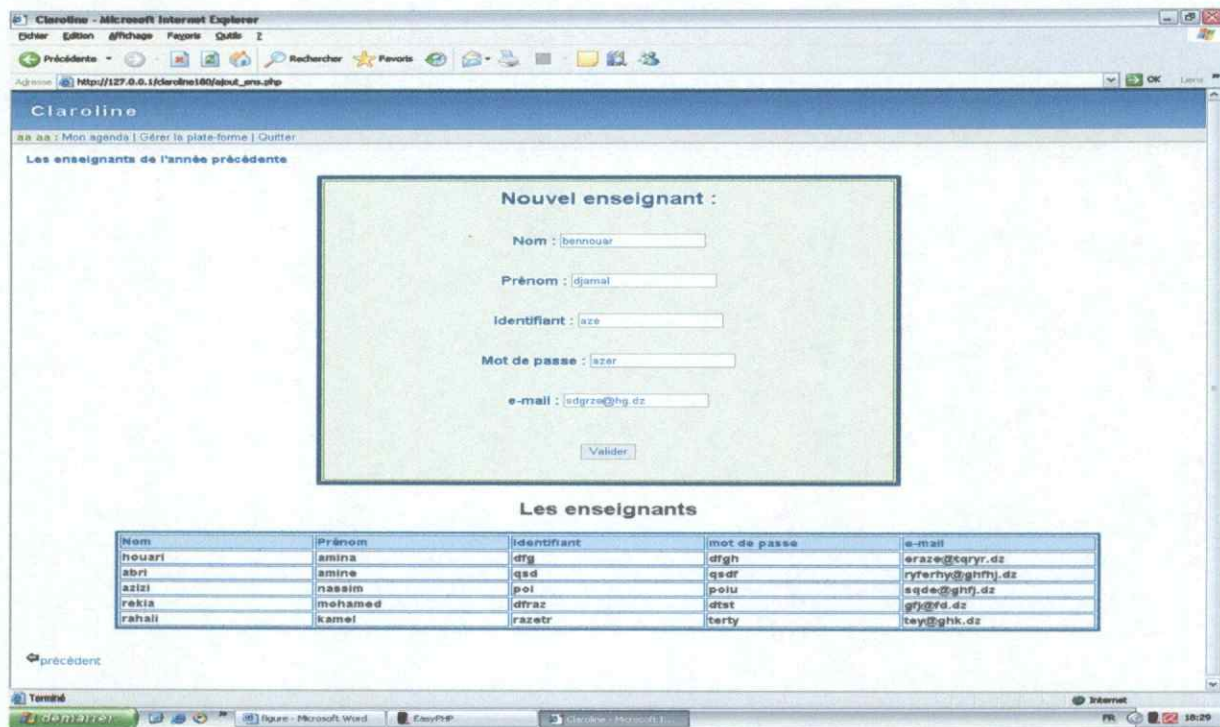 Claroline - Microsoft Internet Explorer
Fichier Edition Affichage Favoris Outils ?
Précédente Rechercher Favoris
Adresse http://127.0.0.1/claroline180/ajout_ens.php OK Liens
Claroline
aa aa : Mon agenda | Gérer la plate-forme | Quitter
Les enseignants de l'année précédente
Nouvel enseignant :
Nom : bennouar
Prénom : djamal
Identifiant : aze
Mot de passe : azer
e-mail : sdgrze@hg.dz
Valider
Les enseignants
Nom Prénom Identifiant mot de passe e-mail
houari amina dfg dfgh eraze@tqryr.dz
abri amine qsd qsdf ryferhy@ghfhj.dz
azizi nassim poi poiu sqde@ghfj.dz
rekia mohamed dfraz dtst gfj@fd.dz
rahali kamel razetr terty tey@ghk.dz
précédent
Terminé Internet
démarrer figure - Microsoft Word EasyPHP Claroline - Microsoft I... FR 18:29